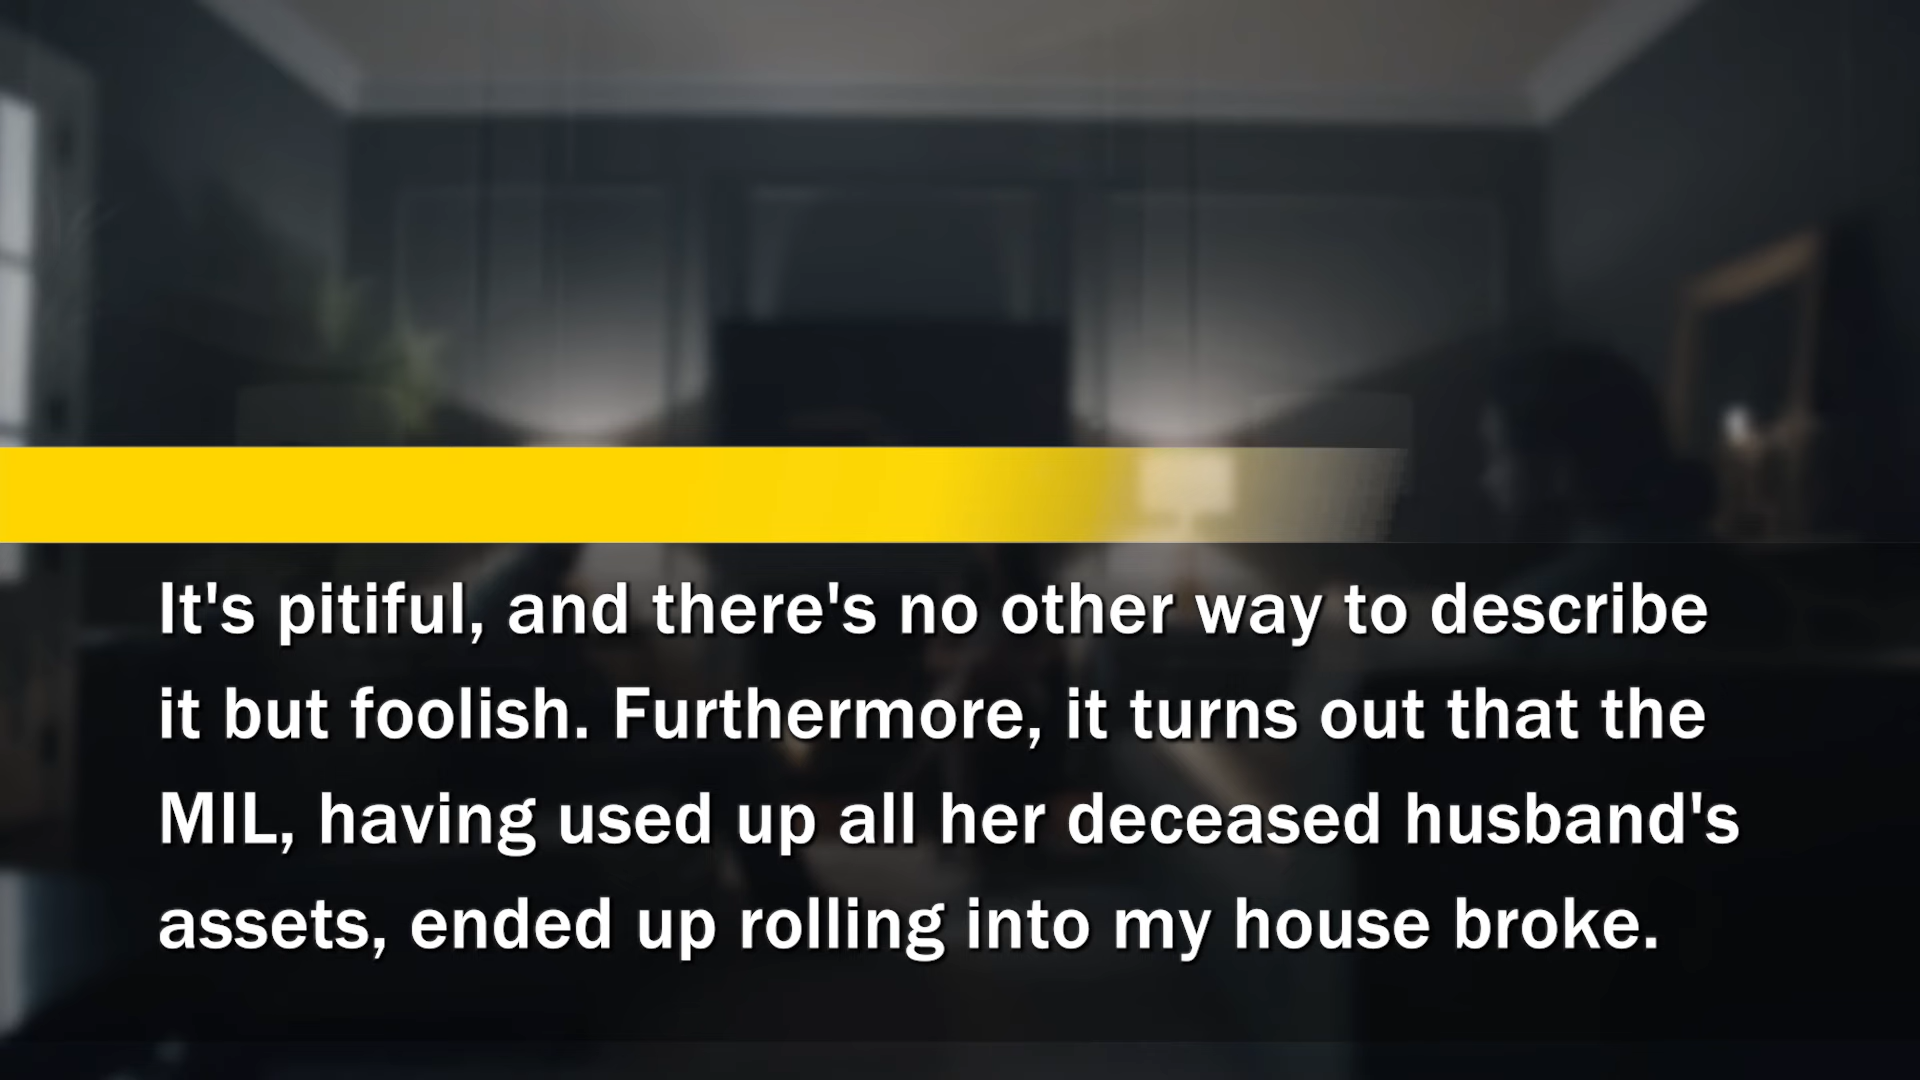 It's pitiful, and there's no other way to describe
it but foolish. Furthermore, it turns out that the
MIL, having used up all her deceased husband's
assets, ended up rolling into my house broke.